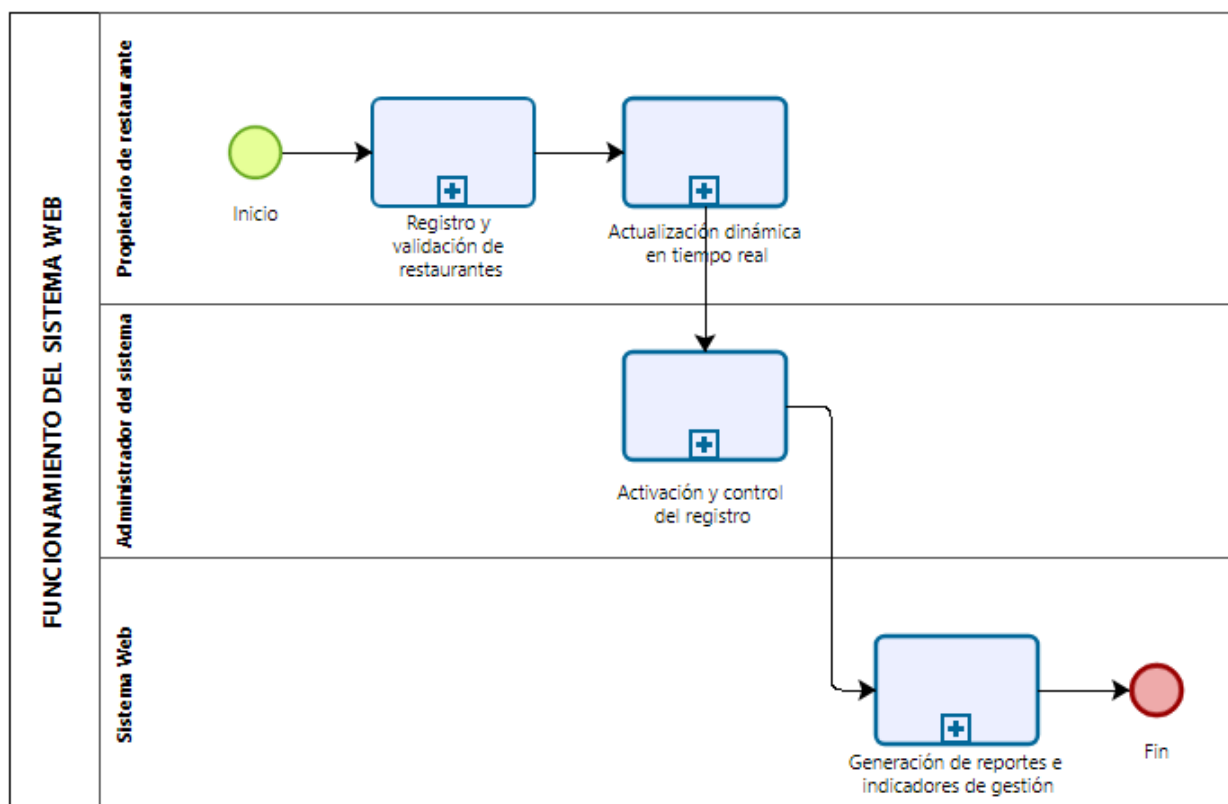 FUNCIONAMIENTO DEL SISTEMA WEB
Propietario de restaurante
Inicio
Registro y
validación de
restaurantes
Actualización dinámica
en tiempo real
Administrador del sistema
Activación y control
del registro
Sistema Web
Generación de reportes e
indicadores de gestión
Fin